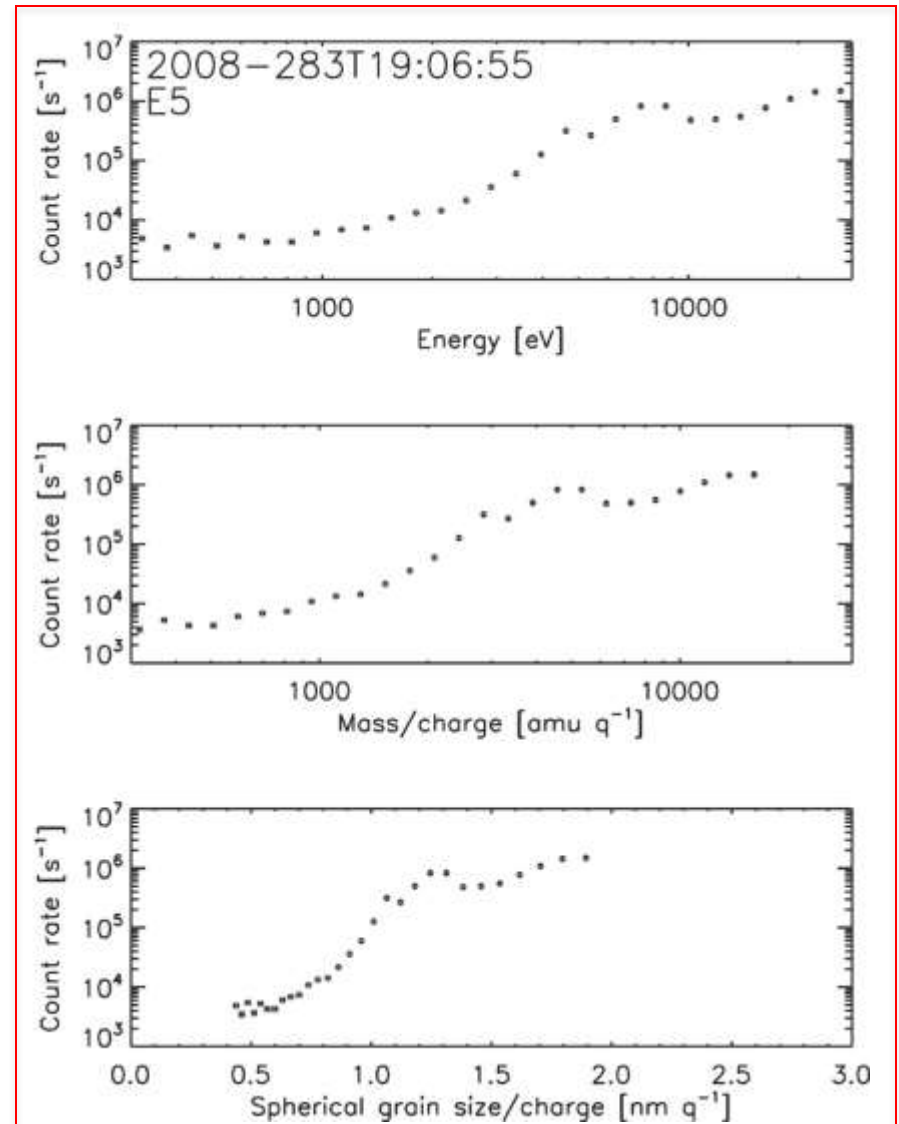 10⁷
2008-283T19:06:55
10⁶
E5
10⁵
10⁴
10³
Count rate [s⁻¹]
1000 10000
Energy [eV]
10⁷
10⁶
10⁵
10⁴
10³
Count rate [s⁻¹]
1000 10000
Mass/charge [amu q⁻¹]
10⁷
10⁶
10⁵
10⁴
10³
Count rate [s⁻¹]
0.0 0.5 1.0 1.5 2.0 2.5 3.0
Spherical grain size/charge [nm q⁻¹]